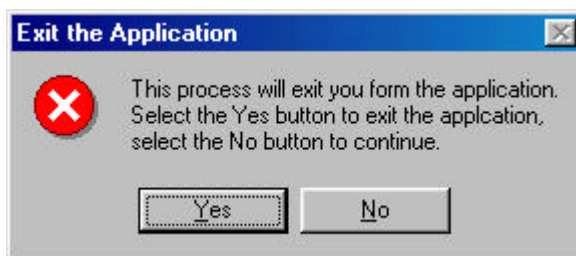 Exit the Application
This process will exit you form the application.
Select the Yes button to exit the applcation,
select the No button to continue.
Yes
No